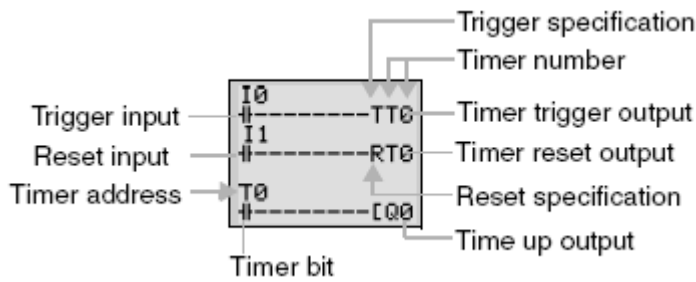 Trigger specification
Timer number
I0
Trigger input
TT0
Timer trigger output
I1
Reset input
RT0
Timer reset output
Timer address
T0
Reset specification
[Q0
Time up output
Timer bit